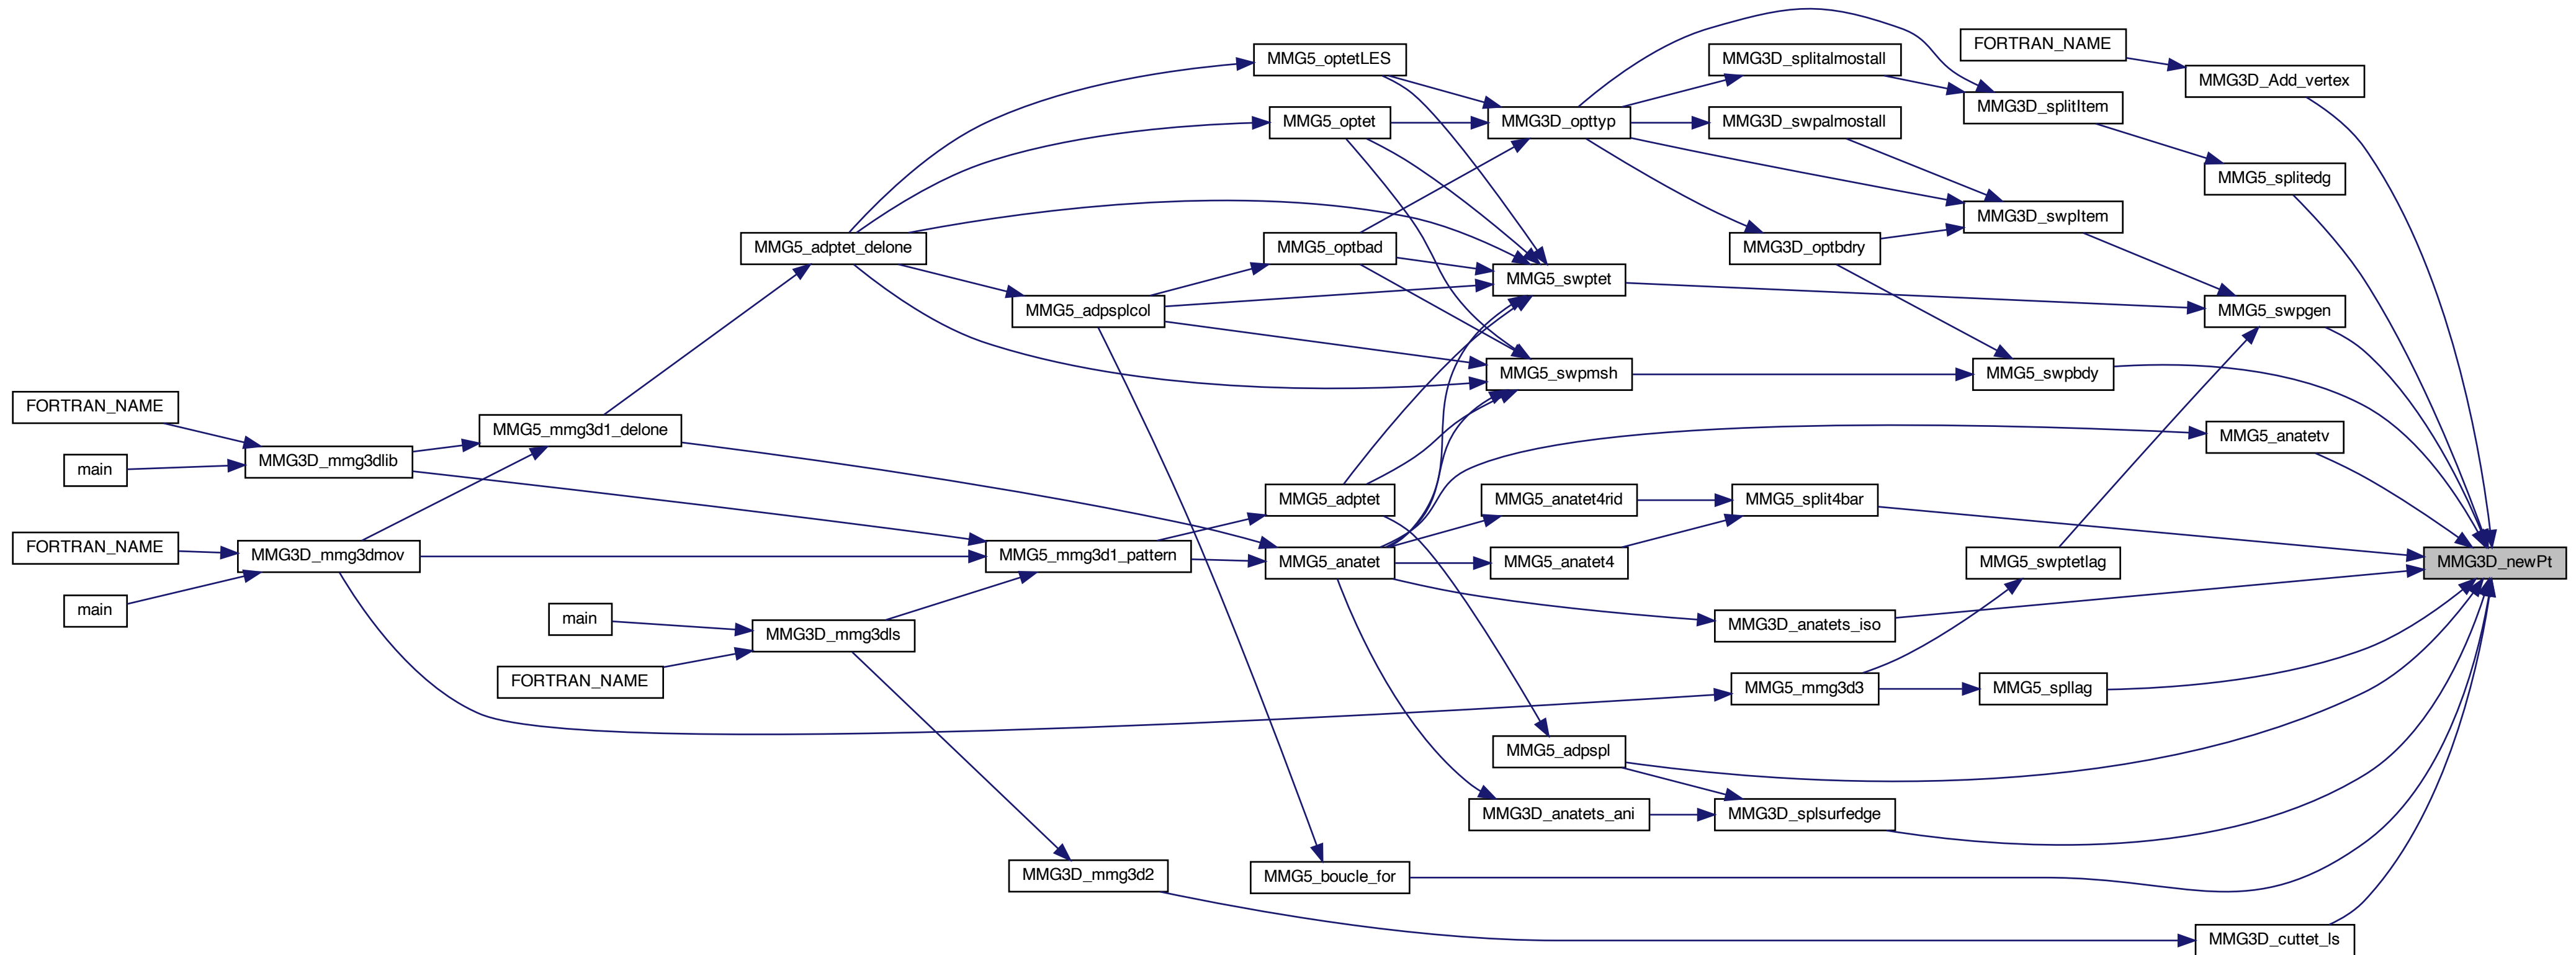 FORTRAN_NAME
MMG5_optetLES
MMG3D_splitalmostall
MMG3D_Add_vertex
MMG3D_splitItem
MMG5_optet
MMG3D_opttyp
MMG3D_swpalmostall
MMG5_splitedg
MMG3D_swpItem
MMG5_adptet_delone
MMG5_optbad
MMG3D_optbdry
MMG5_swptet
MMG5_adpsplcol
MMG5_swpgen
MMG5_swpmsh
MMG5_swpbdy
FORTRAN_NAME
MMG5_mmg3d1_delone
MMG5_anatetv
MMG3D_mmg3dlib
main
MMG5_adptet
MMG5_anatet4rid
MMG5_split4bar
FORTRAN_NAME
MMG3D_mmg3dmov
MMG5_mmg3d1_pattern
MMG5_anatet
MMG5_anatet4
MMG5_swptetlag
MMG3D_newPt
main
main
MMG3D_anatets_iso
MMG3D_mmg3dls
FORTRAN_NAME
MMG5_mmg3d3
MMG5_spllag
MMG5_adpspl
MMG3D_anatets_ani
MMG3D_splsurfedge
MMG3D_mmg3d2
MMG5_boucle_for
MMG3D_cuttet_ls